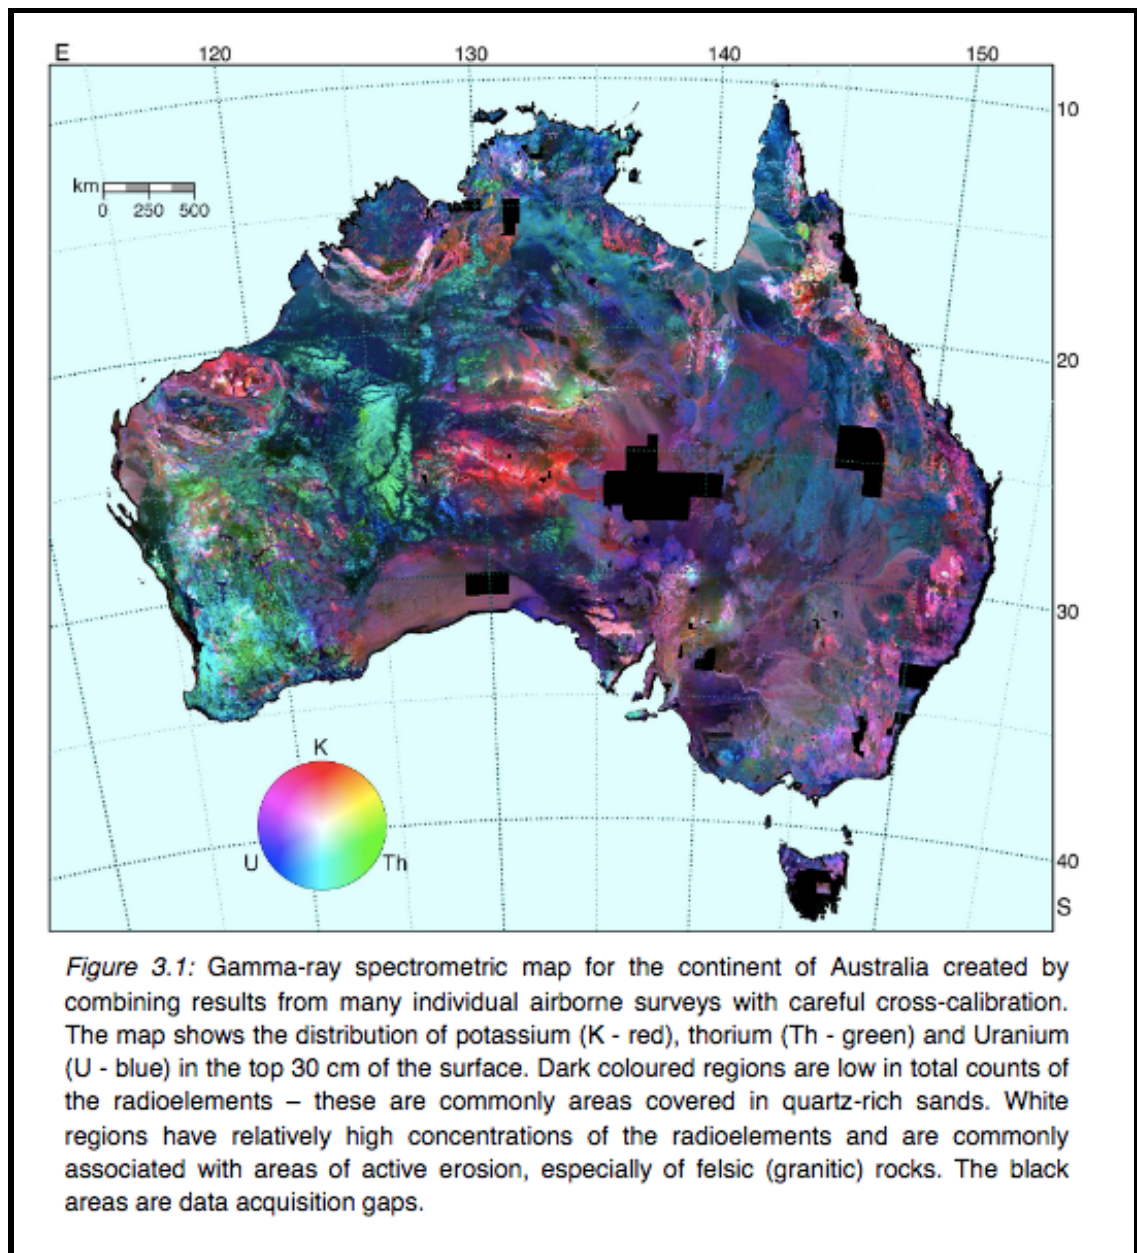 E
120
130
140
150
10
km
0 250 500
20
30
K
U
Th
40
S
Figure 3.1: Gamma-ray spectrometric map for the continent of Australia created by
combining results from many individual airborne surveys with careful cross-calibration.
The map shows the distribution of potassium (K - red), thorium (Th - green) and Uranium
(U - blue) in the top 30 cm of the surface. Dark coloured regions are low in total counts of
the radioelements – these are commonly areas covered in quartz-rich sands. White
regions have relatively high concentrations of the radioelements and are commonly
associated with areas of active erosion, especially of felsic (granitic) rocks. The black
areas are data acquisition gaps.